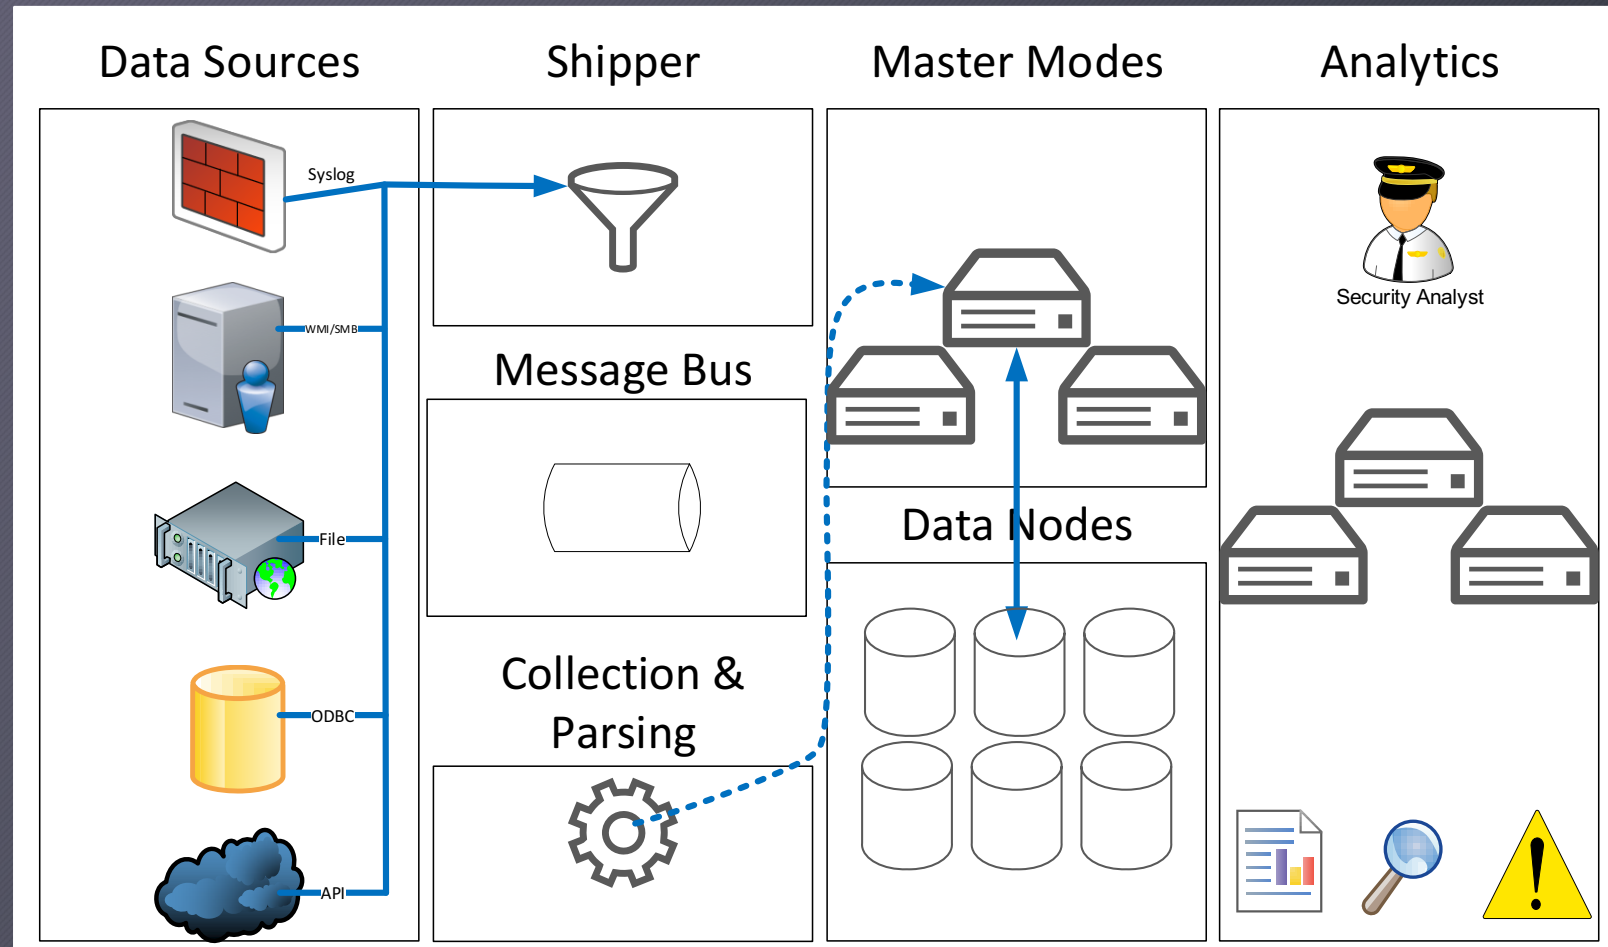 Data Sources
Shipper
Master Modes
Analytics
Syslog
WMI/SMB
File
ODBC
API
Message Bus
Collection &
Parsing
Data Nodes
Security Analyst